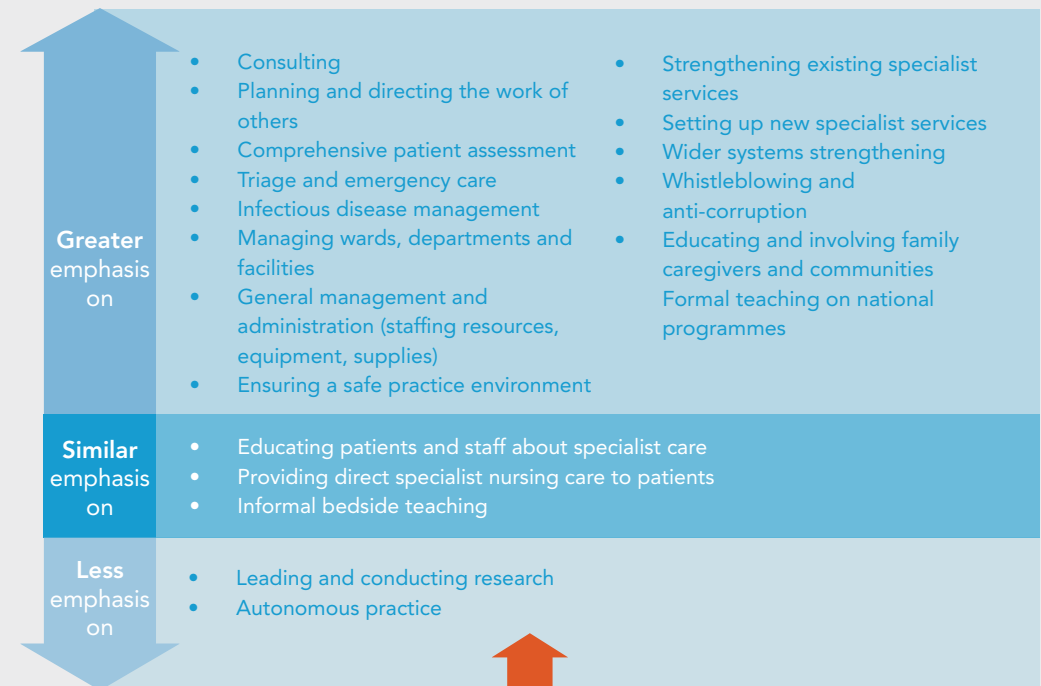 Greater
emphasis
on
• Consulting
• Planning and directing the work of
others
• Comprehensive patient assessment
• Triage and emergency care
• Infectious disease management
• Managing wards, departments and
facilities
• General management and
administration (staffing resources,
equipment, supplies)
• Ensuring a safe practice environment
• Strengthening existing specialist
services
• Setting up new specialist services
• Wider systems strengthening
• Whistleblowing and
anti-corruption
• Educating and involving family
caregivers and communities
Formal teaching on national
programmes
Similar
emphasis
on
• Educating patients and staff about specialist care
• Providing direct specialist nursing care to patients
• Informal bedside teaching
Less
emphasis
on
• Leading and conducting research
• Autonomous practice